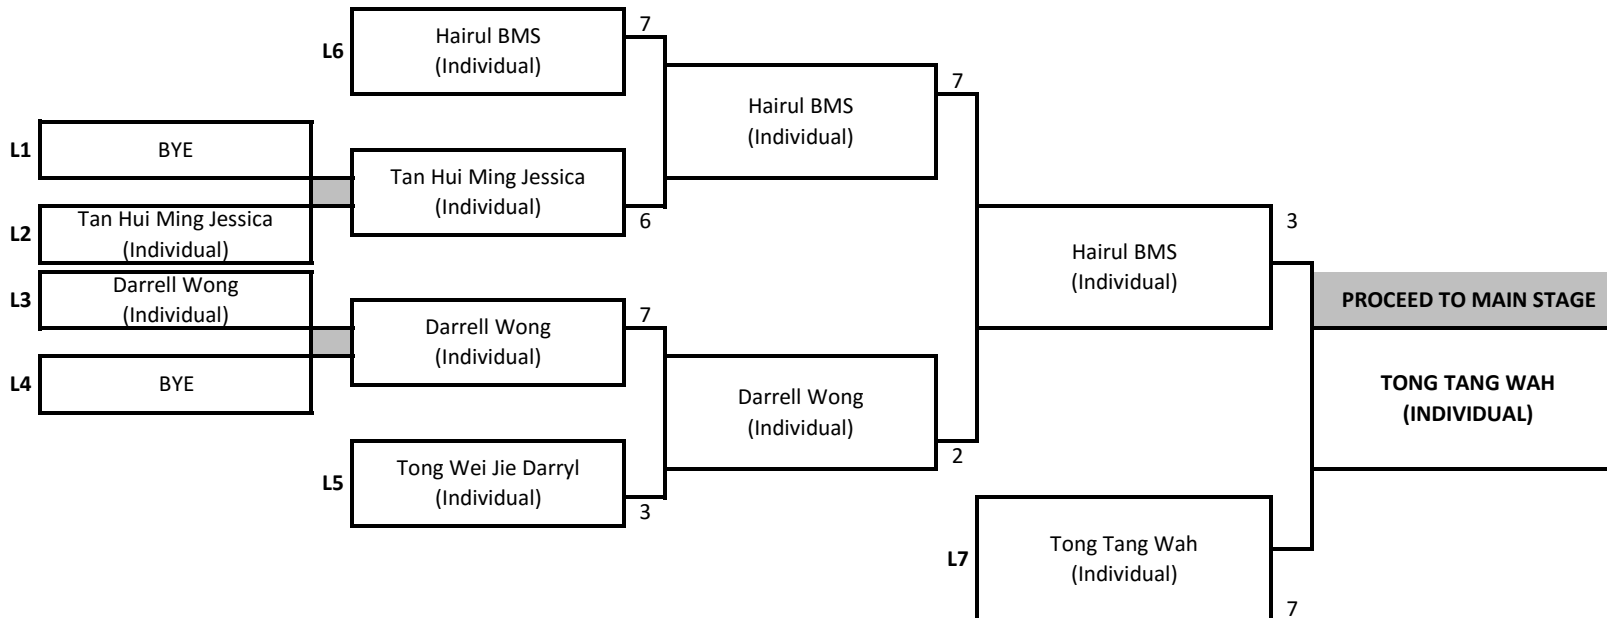 L6
Hairul BMS
(Individual)
7
L1
BYE
L2
Tan Hui Ming Jessica
(Individual)
Tan Hui Ming Jessica
(Individual)
6
Hairul BMS
(Individual)
7
L3
Darrell Wong
(Individual)
L4
BYE
Darrell Wong
(Individual)
7
L5
Tong Wei Jie Darryl
(Individual)
3
Darrell Wong
(Individual)
2
Hairul BMS
(Individual)
3
L7
Tong Tang Wah
(Individual)
7
PROCEED TO MAIN STAGE
TONG TANG WAH
(INDIVIDUAL)